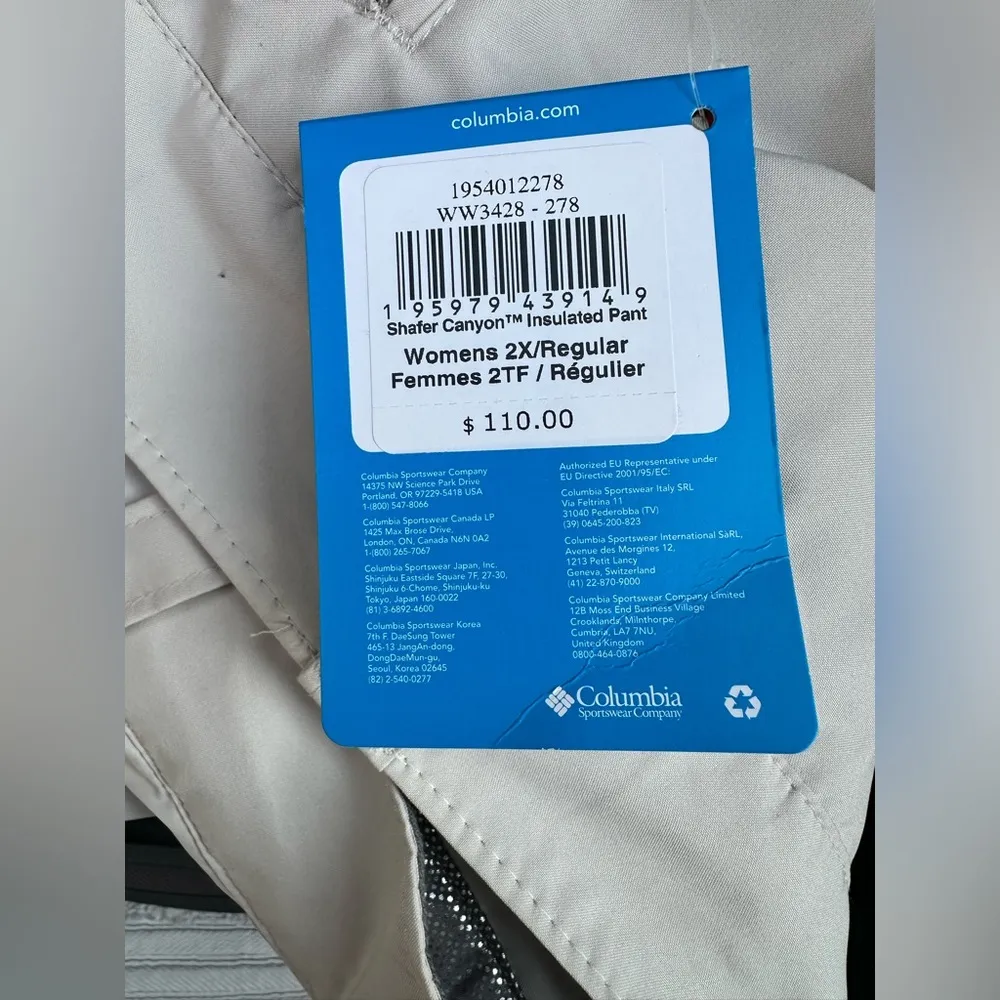 columbia.com
1954012278
WW3428 - 278
1 95979 43914 9
Shafer Canyon™ Insulated Pant
Womens 2X/Regular
Femmes 2TF / Régulier
$ 110.00
Columbia Sportswear Company
14375 NW Science Park Drive
Portland, OR 97229-5418 USA
1-(800) 547-8066
Columbia Sportswear Canada LP
1425 Max Brose Drive,
London, ON, Canada N6N 0A2
1-(800) 265-7067
Columbia Sportswear Japan, Inc.
Shinjuku Eastside Square 7F, 27-30,
Shinjuku 6-Chome, Shinjuku-ku
Tokyo, Japan 160-0022
(81) 3-6892-4600
Columbia Sportswear Korea
7th F. DaeSung Tower
465-13 JangAn-dong,
DongDaeMun-gu,
Seoul, Korea 02645
(82) 2-540-0277
Authorized EU Representative under
EU Directive 2001/95/EC:
Columbia Sportswear Italy SRL
Via Feltrina 11
31040 Pederobba (TV)
(39) 0645-200-823
Columbia Sportswear International SàRL,
Avenue des Morgines 12,
1213 Petit Lancy
Geneva, Switzerland
(41) 22-870-9000
Columbia Sportswear Company Limited
12B Moss End Business Village
Crooklands, Milnthorpe,
Cumbria, LA7 7NU,
United Kingdom
0800-464-0876
Columbia
Sportswear Company